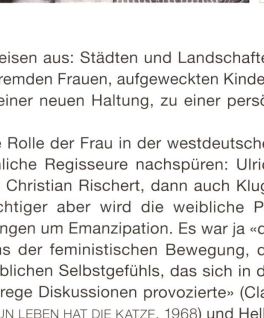 eisen aus: Städten und Landschafte
remden Frauen, aufgeweckten Kinde
einer neuen Haltung, zu einer persö
Rolle der Frau in der westdeutsche
nliche Regisseure nachspüren: Ulri
Christian Rischert, dann auch Klug
chtiger aber wird die weibliche P
ngen um Emanzipation. Es war ja «d
ns der feministischen Bewegung, d
blichen Selbstgefühls, das sich in d
rege Diskussionen provozierte» (Cla
UN LEBEN HAT DIE KATZE, 1968) und Hell